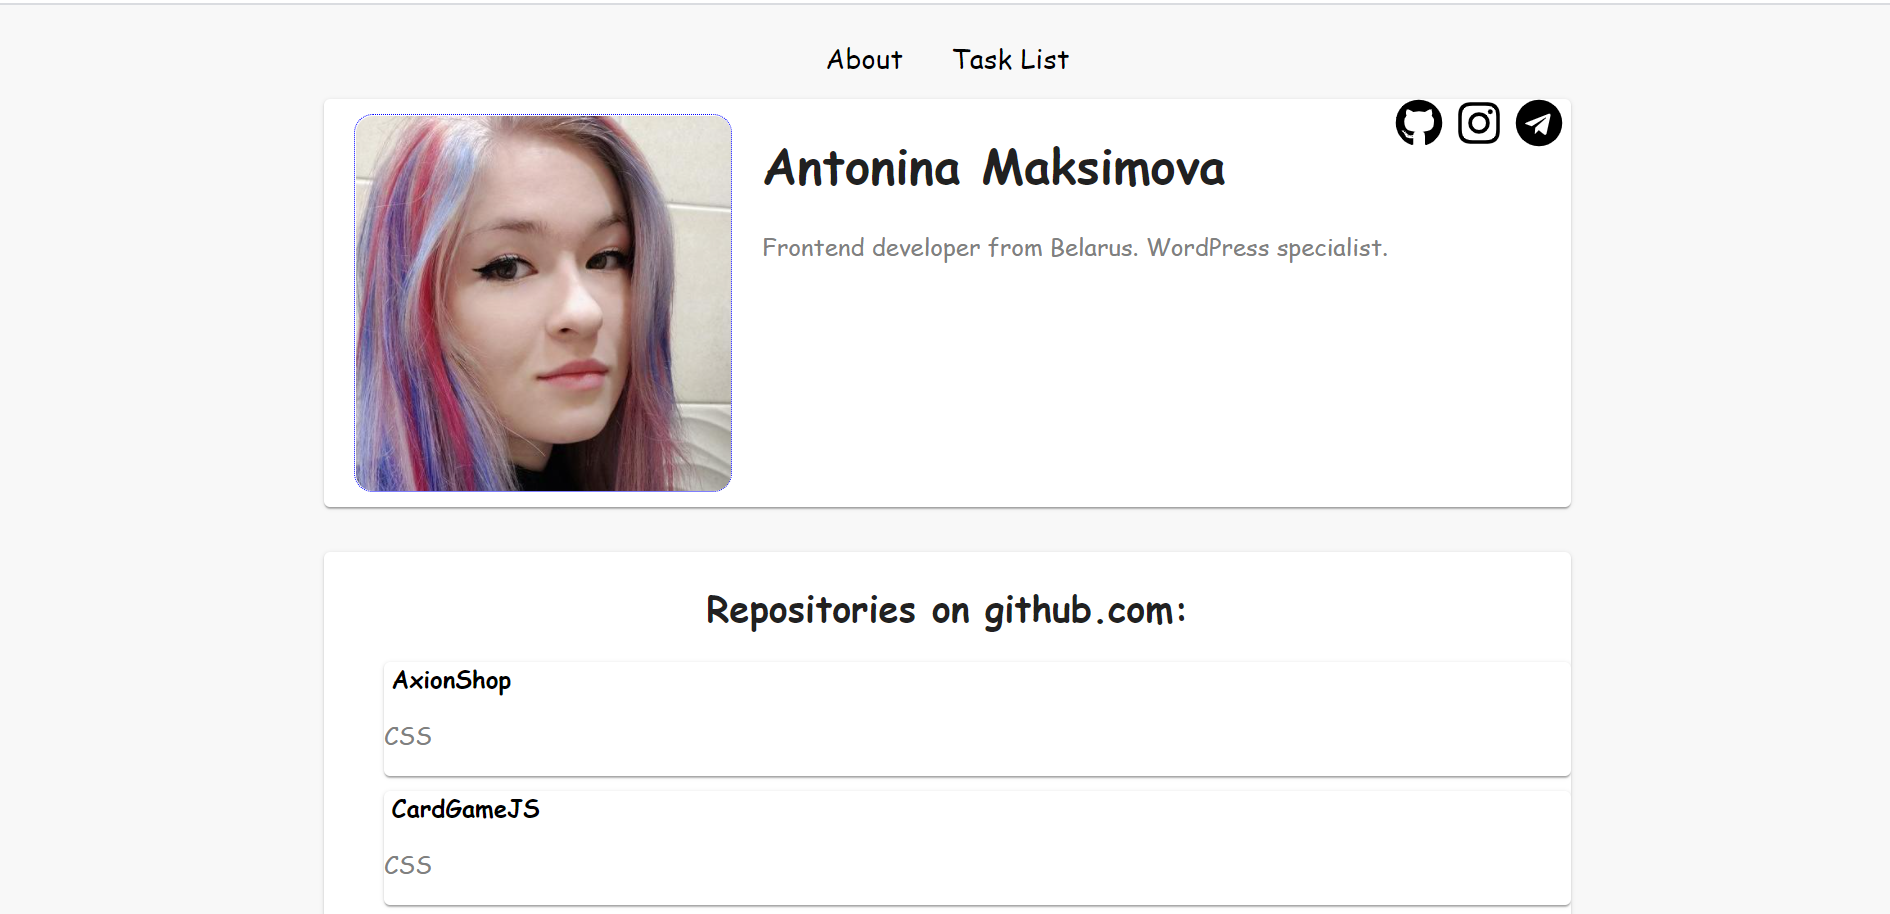 About Task List
Antonina Maksimova
Frontend developer from Belarus. WordPress specialist.
Repositories on github.com:
AxionShop
CSS
CardGameJS
CSS